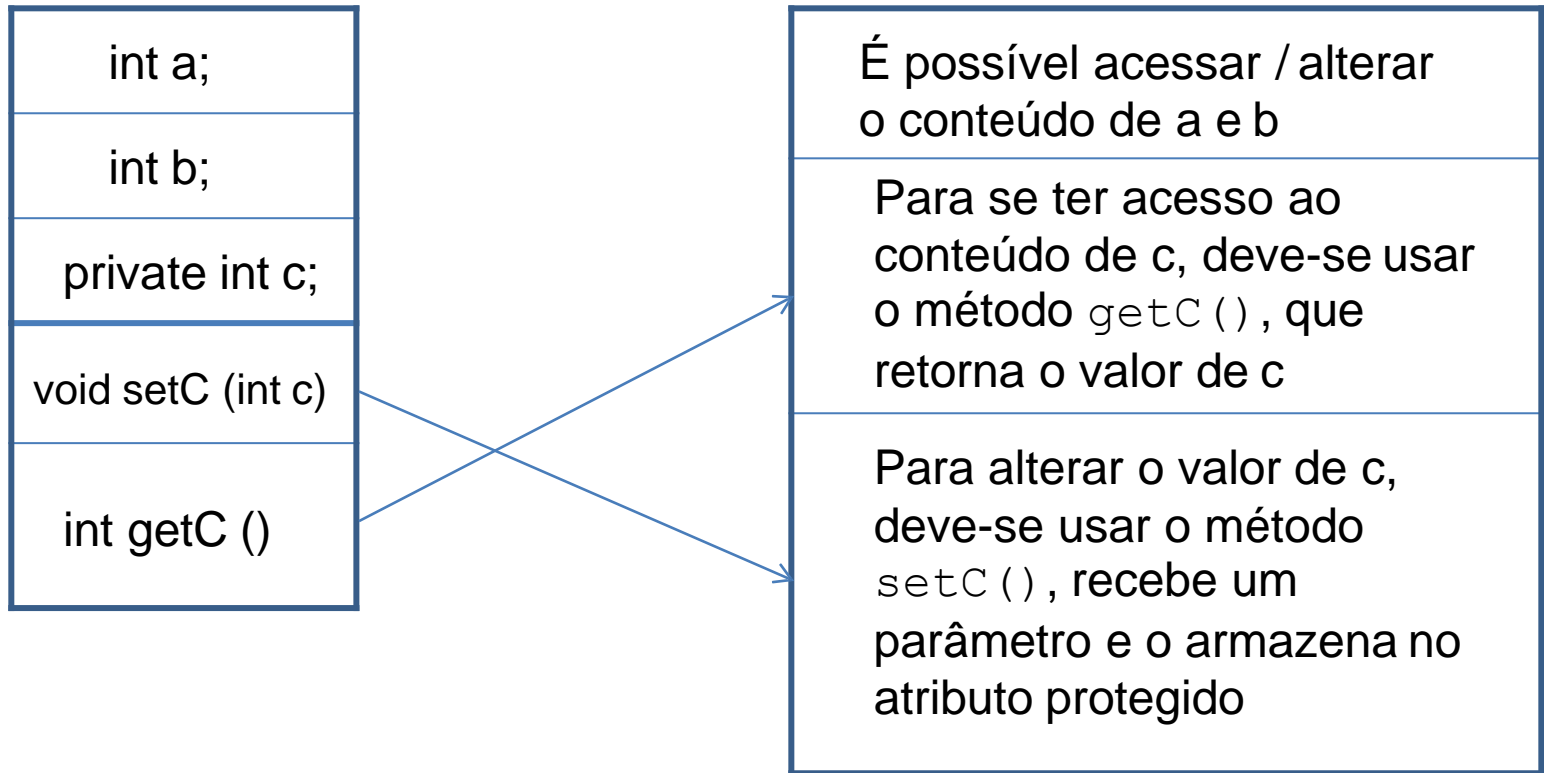 int a;
int b;
private int c;
void setC (int c)
int getC ()
É possível acessar / alterar
o conteúdo de a e b
Para se ter acesso ao
conteúdo de c, deve-se usar
o método getC(), que
retorna o valor de c
Para alterar o valor de c,
deve-se usar o método
setC(), recebe um
parâmetro e o armazena no
atributo protegido